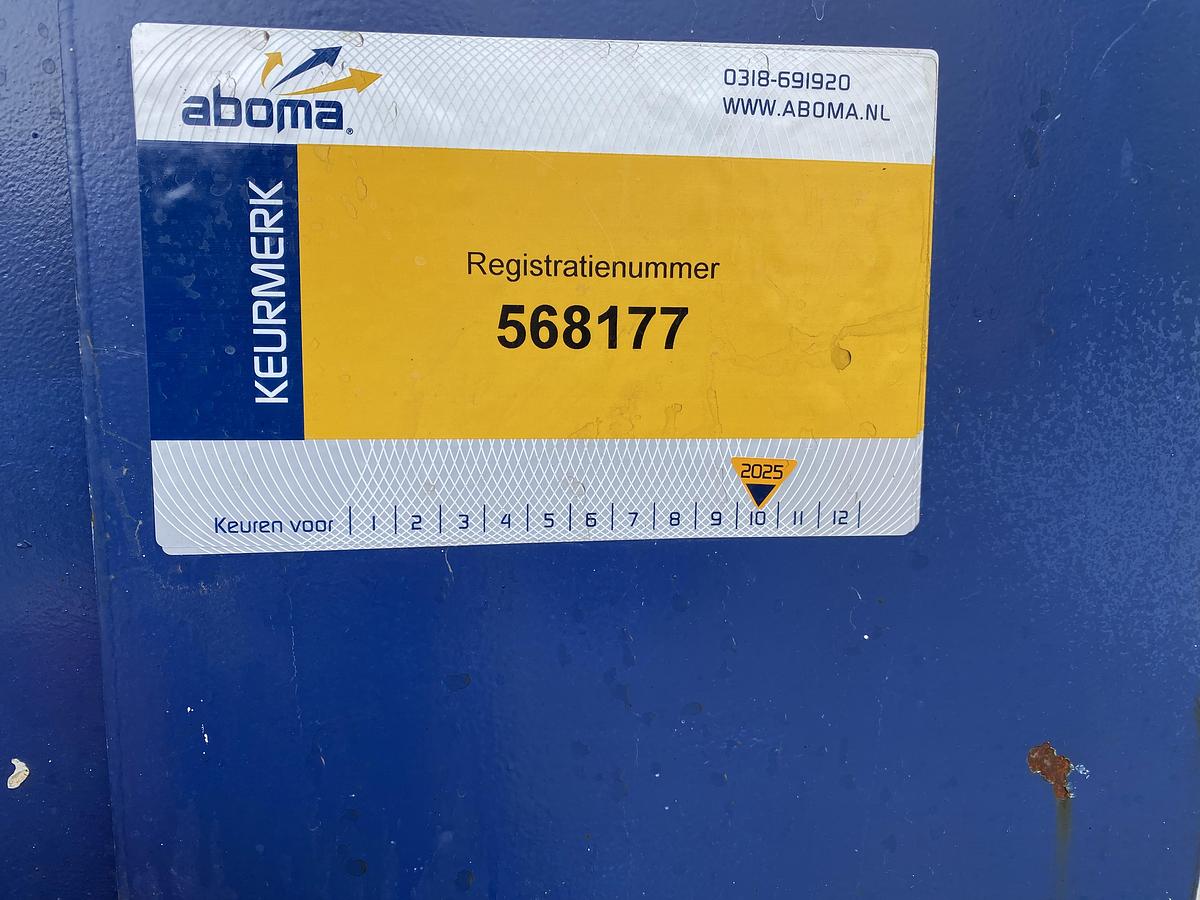 aboma®
0318-691920
WWW.ABOMA.NL
KEURMERK
Registratienummer
568177
2025
Keuren voor | 1 | 2 | 3 | 4 | 5 | 6 | 7 | 8 | 9 | 10 | 11 | 12 |